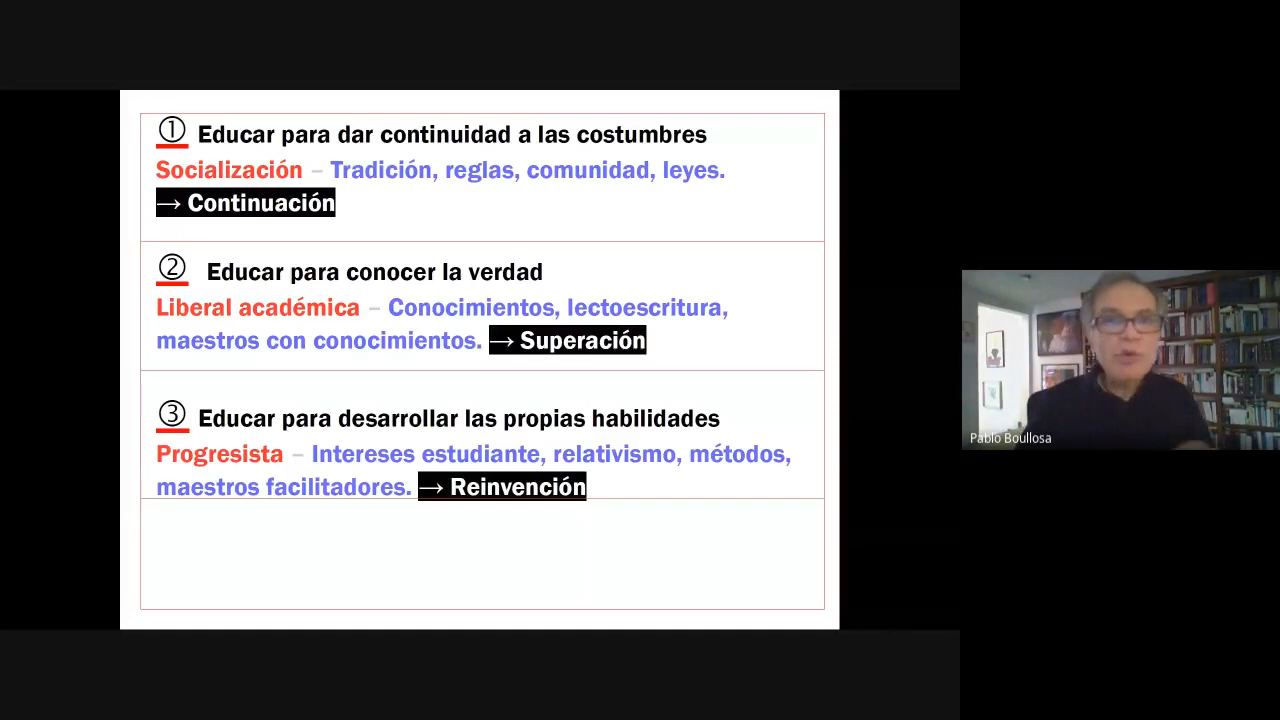 ① Educar para dar continuidad a las costumbres
Socialización – Tradición, reglas, comunidad, leyes.
→ Continuación
② Educar para conocer la verdad
Liberal académica – Conocimientos, lectoescritura,
maestros con conocimientos. → Superación
③ Educar para desarrollar las propias habilidades
Progresista – Intereses estudiante, relativismo, métodos,
maestros facilitadores. → Reinvención
Pablo Boullosa